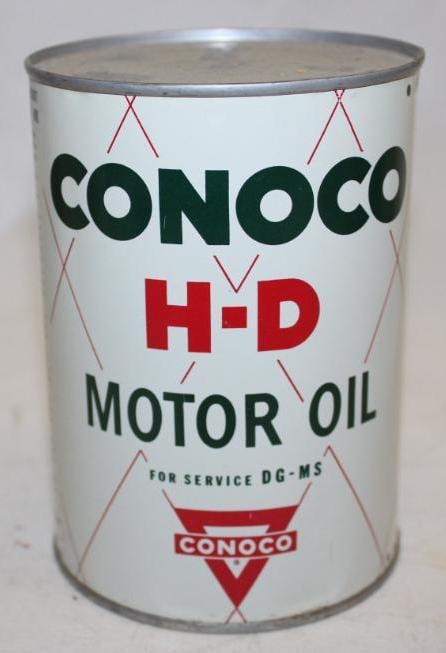 CONOCO
H-D
MOTOR OIL
FOR SERVICE DG-MS
CONOCO
®